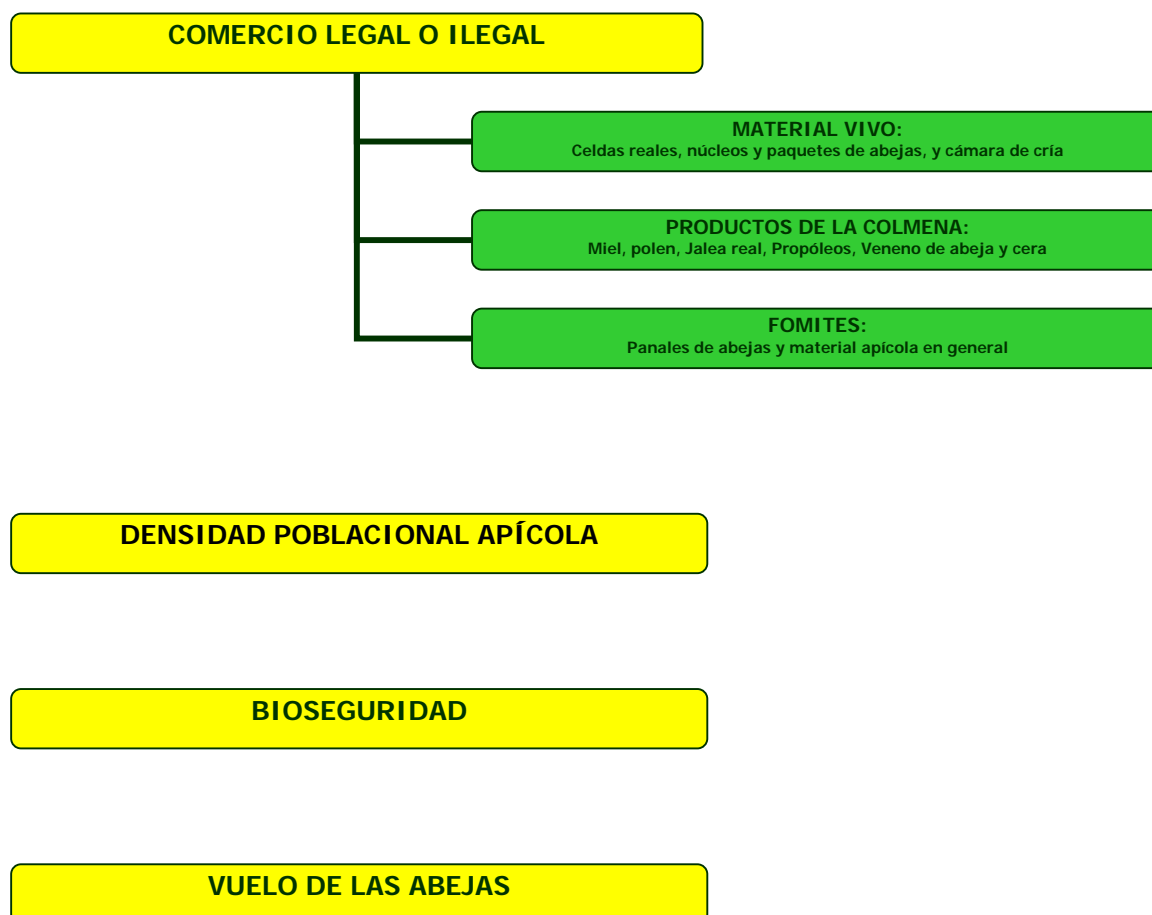 COMERCIO LEGAL O ILEGAL
MATERIAL VIVO:
Celdas reales, núcleos y paquetes de abejas, y cámara de cría
PRODUCTOS DE LA COLMENA:
Miel, polen, Jalea real, Propóleos, Veneno de abeja y cera
FOMITES:
Panales de abejas y material apícola en general
DENSIDAD POBLACIONAL APÍCOLA
BIOSEGURIDAD
VUELO DE LAS ABEJAS